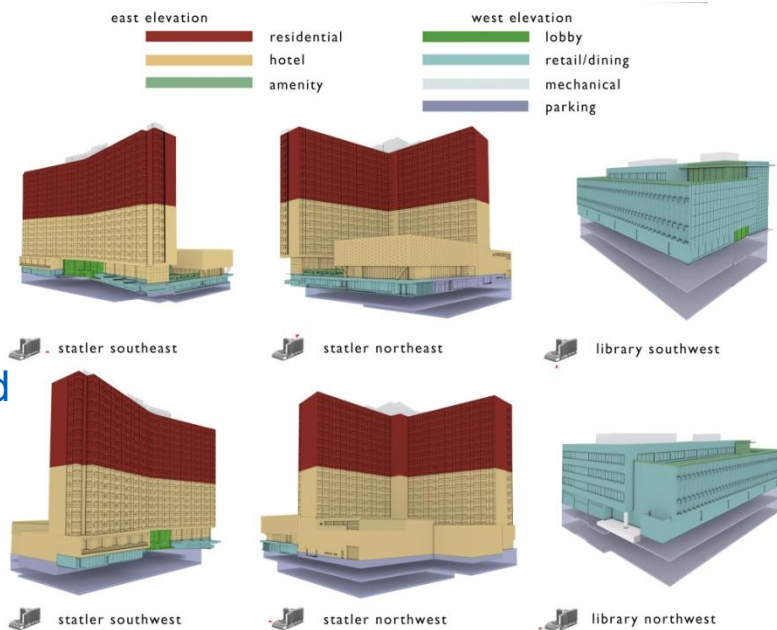 east elevation
west elevation
residential
hotel
amenity
lobby
retail/dining
mechanical
parking
statler southeast
statler northeast
library southwest
d
statler southwest
statler northwest
library northwest